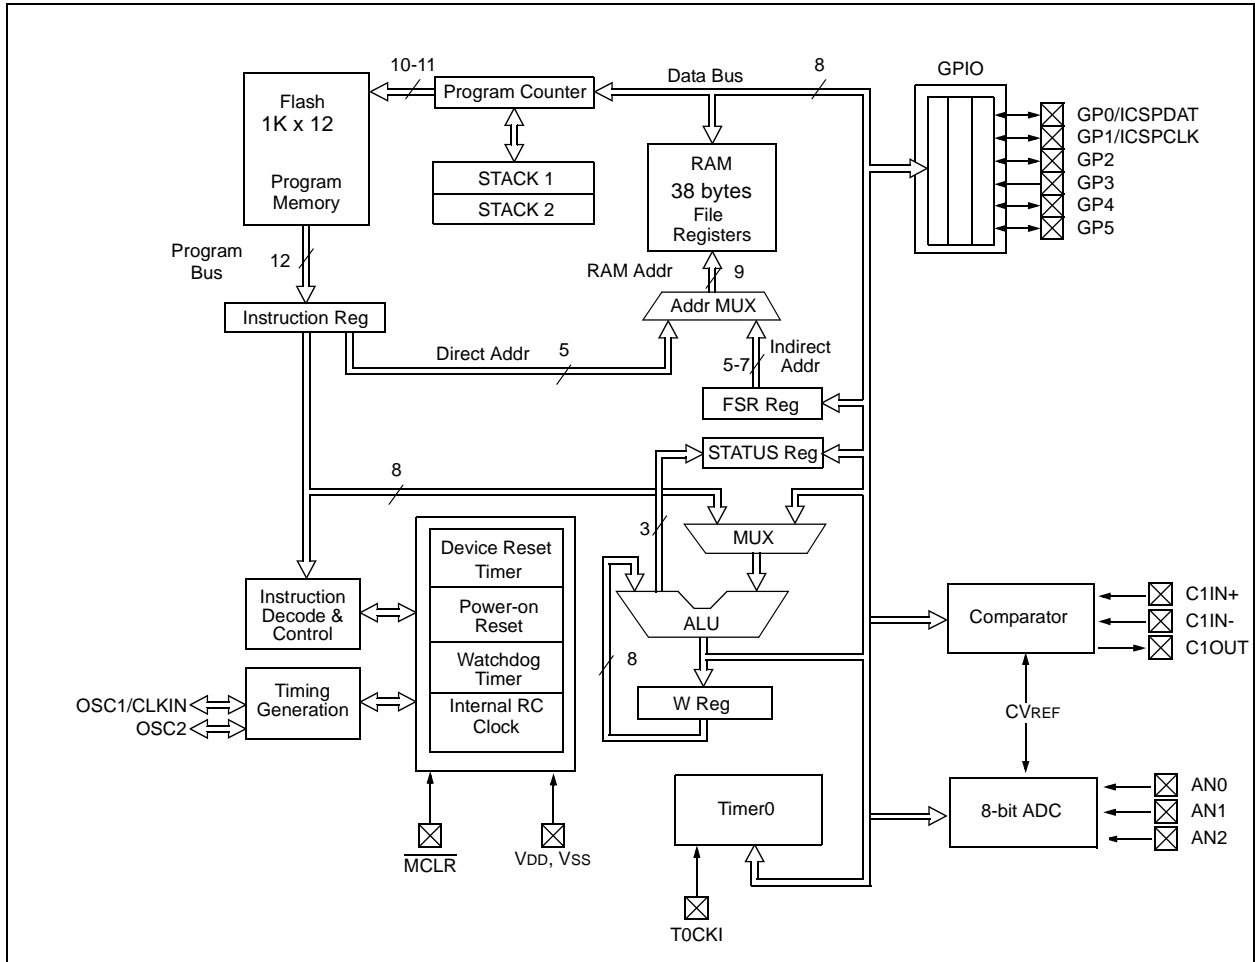 10-11
Data Bus
8
GPIO
Flash
1K x 12
Program
Memory
Program Counter
STACK 1
STACK 2
RAM
38 bytes
File
Registers
GP0/ICSPDAT
GP1/ICSPCLK
GP2
GP3
GP4
GP5
Program
Bus
12
RAM Addr
9
Instruction Reg
Addr MUX
Direct Addr
5
5-7
Indirect
Addr
FSR Reg
STATUS Reg
8
3
MUX
Device Reset
Timer
Power-on
Reset
Watchdog
Timer
Internal RC
Clock
Instruction
Decode &
Control
ALU
8
W Reg
Comparator
C1IN+
C1IN-
C1OUT
Timing
Generation
OSC1/CLKIN
OSC2
CVREF
Timer0
8-bit ADC
AN0
AN1
AN2
MCLR
VDD, VSS
T0CKI